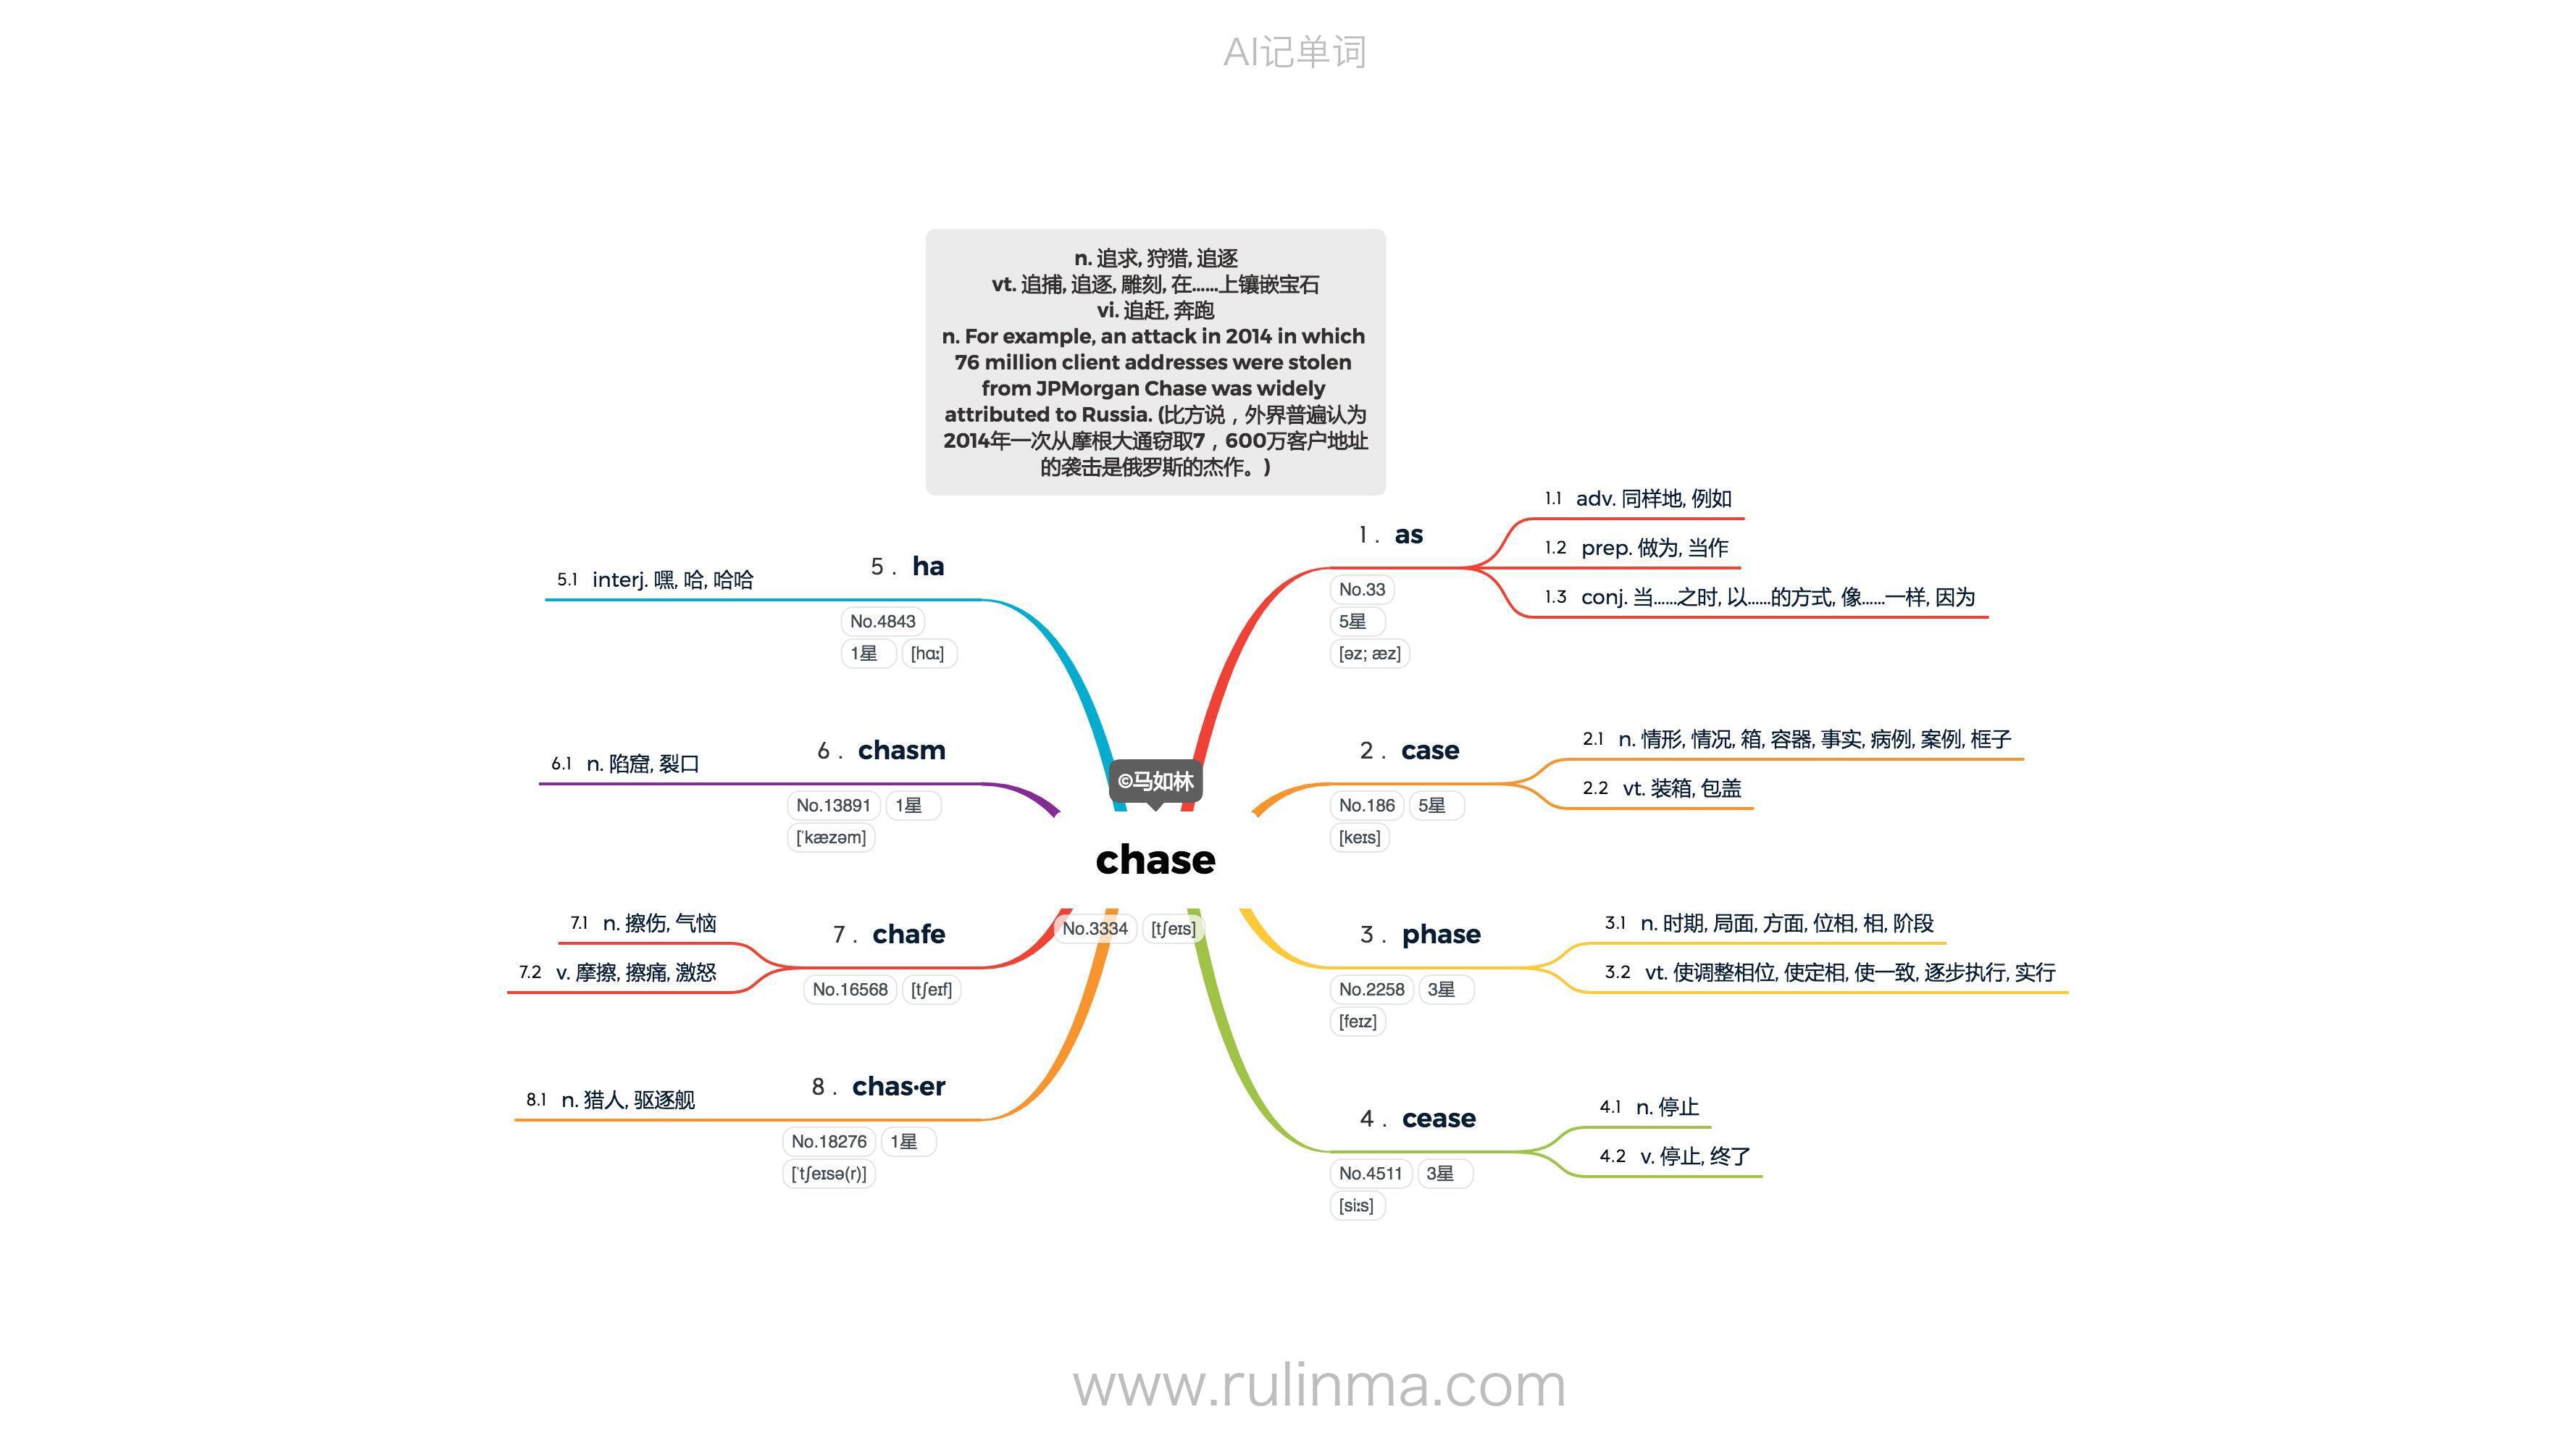 AI记单词
n. 追求, 狩猎, 追逐
vt. 追捕, 追逐, 雕刻, 在……上镶嵌宝石
vi. 追赶, 奔跑
n. For example, an attack in 2014 in which
76 million client addresses were stolen
from JPMorgan Chase was widely
attributed to Russia. (比方说，外界普遍认为
2014年一次从摩根大通窃取7，600万客户地址
的袭击是俄罗斯的杰作。)
©马如林
chase
No.3334 [tʃeɪs]
1. as
No.33
5星
[əz; æz]
1.1 adv. 同样地, 例如
1.2 prep. 做为, 当作
1.3 conj. 当……之时, 以……的方式, 像……一样, 因为
2. case
No.186 5星
[keɪs]
2.1 n. 情形, 情况, 箱, 容器, 事实, 病例, 案例, 框子
2.2 vt. 装箱, 包盖
3. phase
No.2258 3星
[feɪz]
3.1 n. 时期, 局面, 方面, 位相, 相, 阶段
3.2 vt. 使调整相位, 使定相, 使一致, 逐步执行, 实行
4. cease
No.4511 3星
[siːs]
4.1 n. 停止
4.2 v. 停止, 终了
5. ha
No.4843
1星 [hɑː]
5.1 interj. 嘿, 哈, 哈哈
6. chasm
No.13891 1星
[ˈkæzəm]
6.1 n. 陷窟, 裂口
7. chafe
No.16568 [tʃeɪf]
7.1 n. 擦伤, 气恼
7.2 v. 摩擦, 擦痛, 激怒
8. chas·er
No.18276 1星
[ˈtʃeɪsə(r)]
8.1 n. 猎人, 驱逐舰
www.rulinma.com